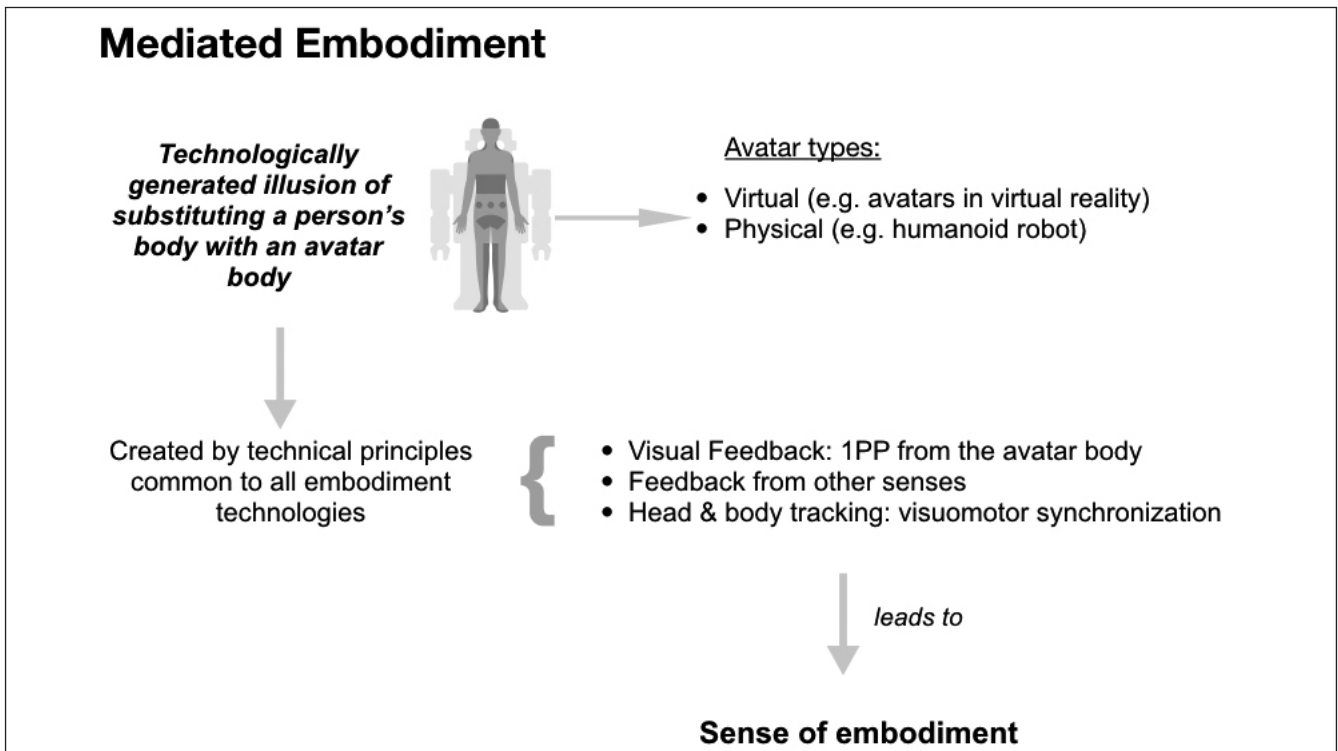 Mediated Embodiment
Technologically
generated illusion of
substituting a person's
body with an avatar
body
Avatar types:
• Virtual (e.g. avatars in virtual reality)
• Physical (e.g. humanoid robot)
Created by technical principles
common to all embodiment
technologies
{
• Visual Feedback: 1PP from the avatar body
• Feedback from other senses
• Head & body tracking: visuomotor synchronization
leads to
Sense of embodiment